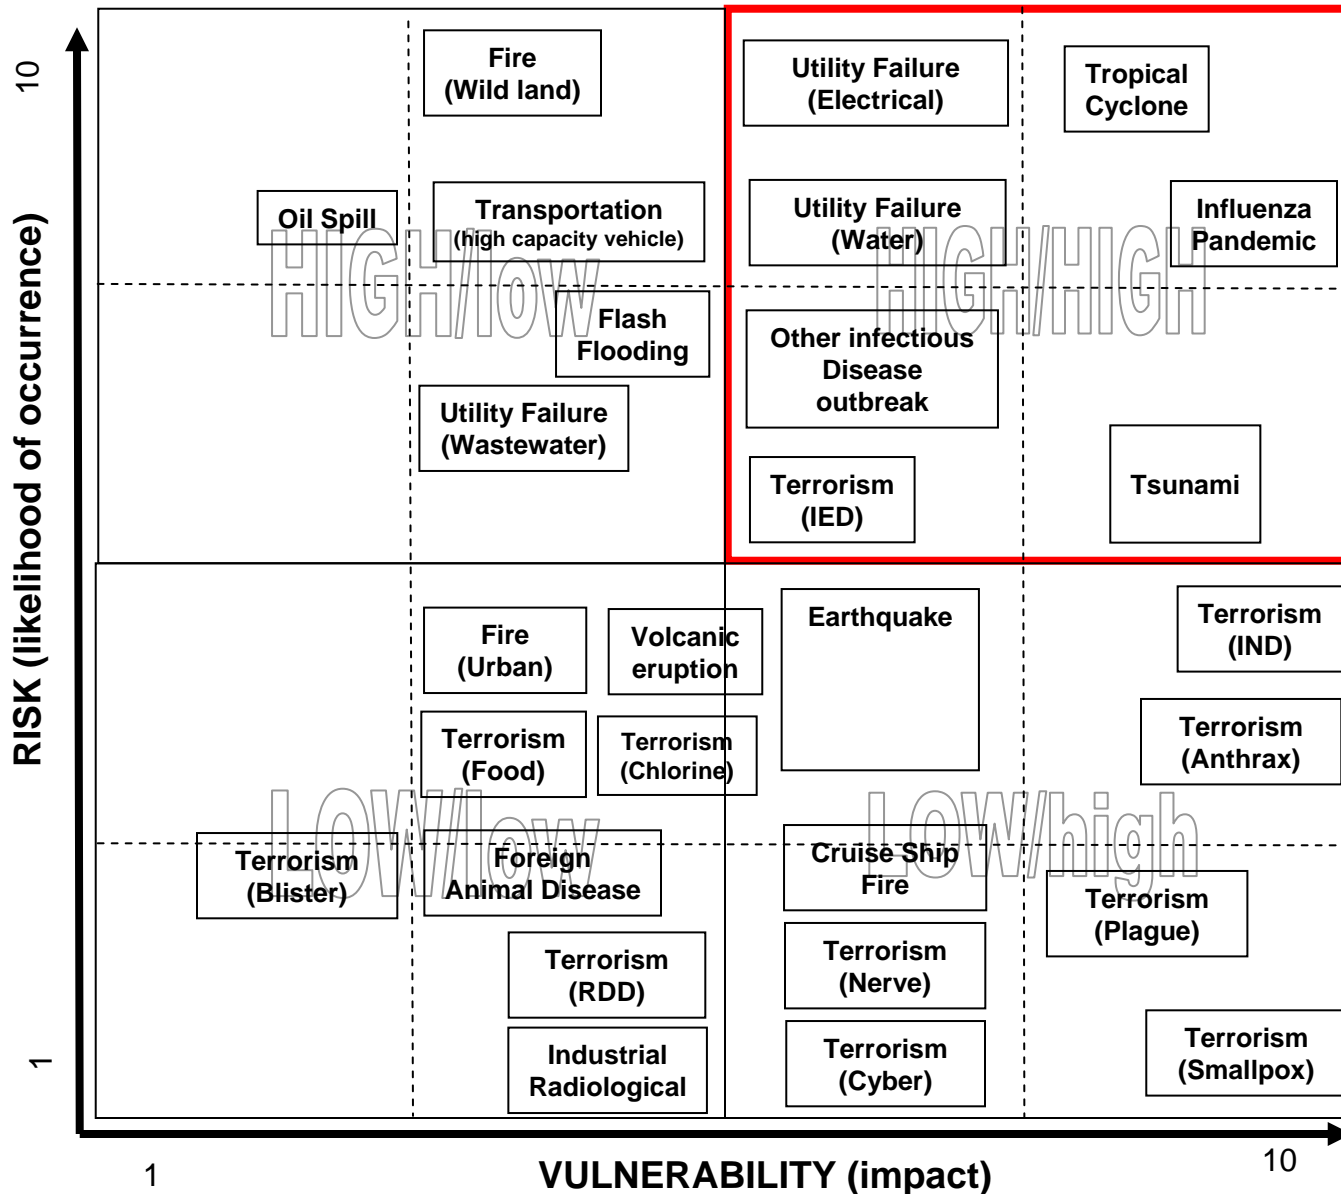 10
RISK (likelihood of occurrence)
1
Fire
(Wild land)
Utility Failure
(Electrical)
Tropical
Cyclone
Oil Spill
Transportation
(high capacity vehicle)
Utility Failure
(Water)
Influenza
Pandemic
HIGH/low
HIGH/HIGH
Flash
Flooding
Other infectious
Disease
outbreak
Utility Failure
(Wastewater)
Terrorism
(IED)
Tsunami
Fire
(Urban)
Volcanic
eruption
Earthquake
Terrorism
(IND)
Terrorism
(Food)
Terrorism
(Chlorine)
Terrorism
(Anthrax)
LOW/low
LOW/high
Terrorism
(Blister)
Foreign
Animal Disease
Cruise Ship
Fire
Terrorism
(Plague)
Terrorism
(RDD)
Terrorism
(Nerve)
Industrial
Radiological
Terrorism
(Cyber)
Terrorism
(Smallpox)
1
VULNERABILITY (impact)
10